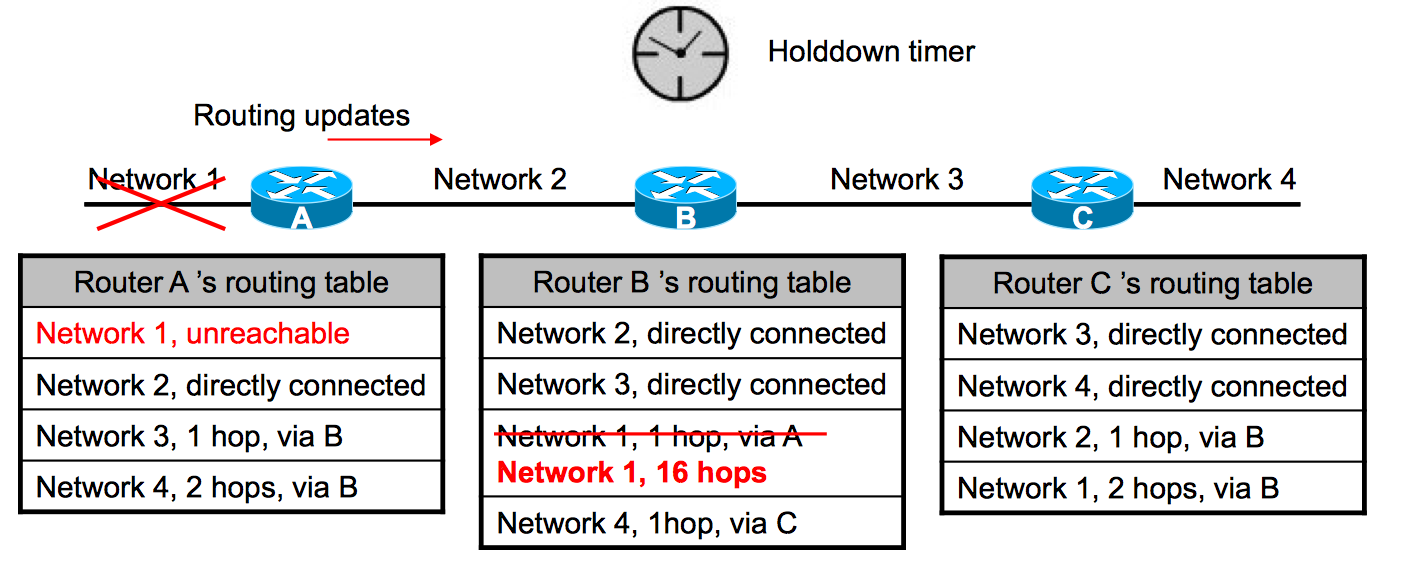 Holddown timer
Routing updates
Network 1
Network 2
Network 3
Network 4
A
B
C
Router A ’s routing table
Network 1, unreachable
Network 2, directly connected
Network 3, 1 hop, via B
Network 4, 2 hops, via B
Router B ’s routing table
Network 2, directly connected
Network 3, directly connected
Network 1, 1 hop, via A
Network 1, 16 hops
Network 4, 1hop, via C
Router C ’s routing table
Network 3, directly connected
Network 4, directly connected
Network 2, 1 hop, via B
Network 1, 2 hops, via B